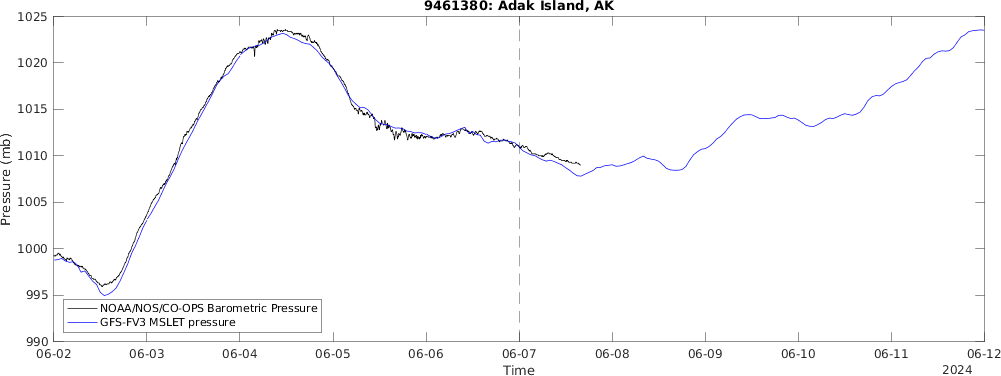 9461380: Adak Island, AK
1025
1020
1015
1010
1005
1000
995
990
Pressure (mb)
NOAA/NOS/CO-OPS Barometric Pressure
GFS-FV3 MSLET pressure
06-02 06-03 06-04 06-05 06-06 06-07 06-08 06-09 06-10 06-11 06-12
Time
2024